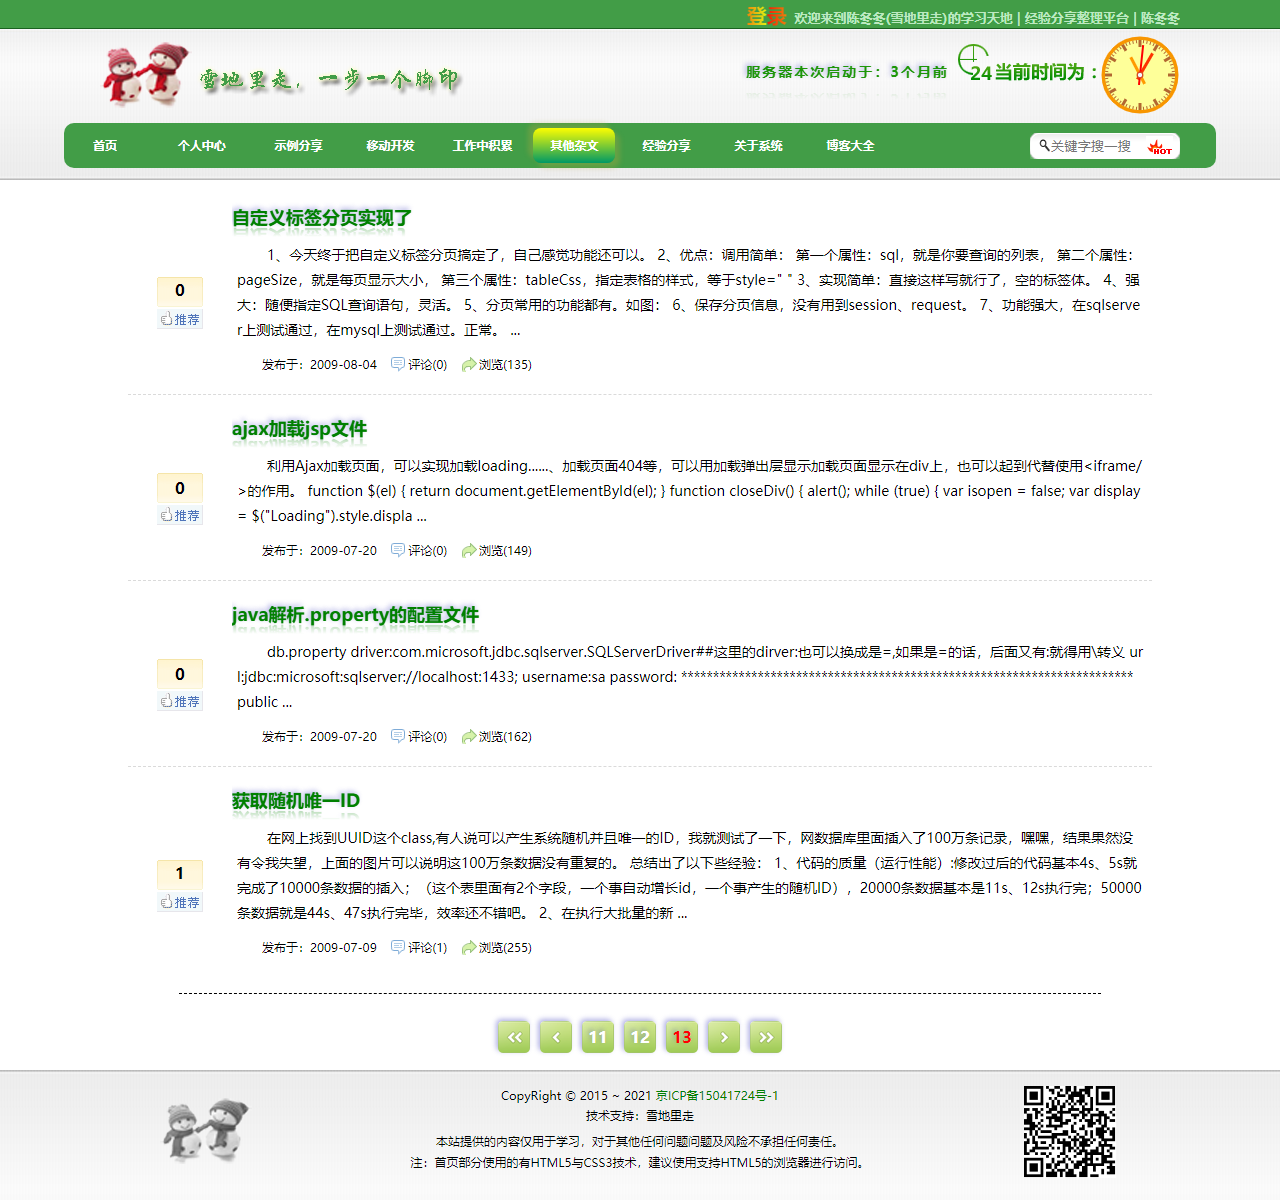 登录 欢迎来到陈冬冬(雪地里走)的学习天地 | 经验分享整理平台 | 陈冬冬
雪地里走，一步一个脚印
服务器本次启动于：3个月前 24 当前时间为：
首页 个人中心 示例分享 移动开发 工作中积累 其他杂文 经验分享 关于系统 博客大全 关键字搜一搜 HOT
自定义标签分页实现了
1、今天终于把自定义标签分页搞定了，自己感觉功能还可以。 2、优点：调用简单： 第一个属性：sql，就是你要查询的列表， 第二个属性：
pageSize，就是每页显示大小， 第三个属性：tableCss，指定表格的样式，等于style=" " 3、实现简单：直接这样写就行了，空的标签体。 4、强
大：随便指定SQL查询语句，灵活。 5、分页常用的功能都有。如图： 6、保存分页信息，没有用到session、request。 7、功能强大，在sqlserve
r上测试通过，在mysql上测试通过。正常。 ...
0
推荐
发布于：2009-08-04 评论(0) 浏览(135)
ajax加载jsp文件
利用Ajax加载页面，可以实现加载loading......、加载页面404等，可以用加载弹出层显示加载页面显示在div上，也可以起到代替使用<iframe/
>的作用。 function $(el) { return document.getElementById(el); } function closeDiv() { alert(); while (true) { var isopen = false; var display
= $("Loading").style.displa ...
0
推荐
发布于：2009-07-20 评论(0) 浏览(149)
java解析.property的配置文件
db.property driver:com.microsoft.jdbc.sqlserver.SQLServerDriver##这里的dirver:也可以换成是=,如果是=的话，后面又有:就得用\转义 ur
l:jdbc:microsoft:sqlserver://localhost:1433; username:sa password: ***********************************************************************
public ...
0
推荐
发布于：2009-07-20 评论(0) 浏览(162)
获取随机唯一ID
在网上找到UUID这个class,有人说可以产生系统随机并且唯一的ID，我就测试了一下，网数据库里面插入了100万条记录，嘿嘿，结果果然没
有令我失望，上面的图片可以说明这100万条数据没有重复的。 总结出了以下些经验： 1、代码的质量（运行性能）:修改过后的代码基本4s、5s就
完成了10000条数据的插入；（这个表里面有2个字段，一个事自动增长id，一个事产生的随机ID），20000条数据基本是11s、12s执行完；50000
条数据就是44s、47s执行完毕，效率还不错吧。 2、在执行大批量的新 ...
1
推荐
发布于：2009-07-09 评论(1) 浏览(255)
« ‹ 11 12 13 › »
CopyRight © 2015 ~ 2021 京ICP备15041724号-1
技术支持：雪地里走
本站提供的内容仅用于学习，对于其他任何问题问题及风险不承担任何责任。
注：首页部分使用的有HTML5与CSS3技术，建议使用支持HTML5的浏览器进行访问。